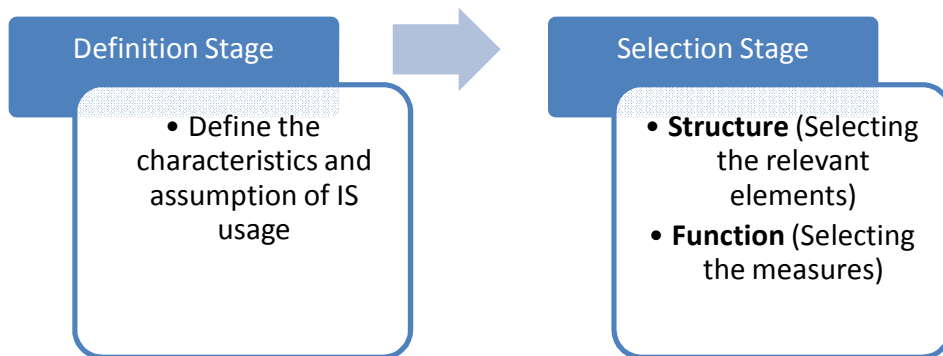 Definition Stage
• Define the
characteristics and
assumption of IS
usage
Selection Stage
• Structure (Selecting
the relevant
elements)
• Function (Selecting
the measures)